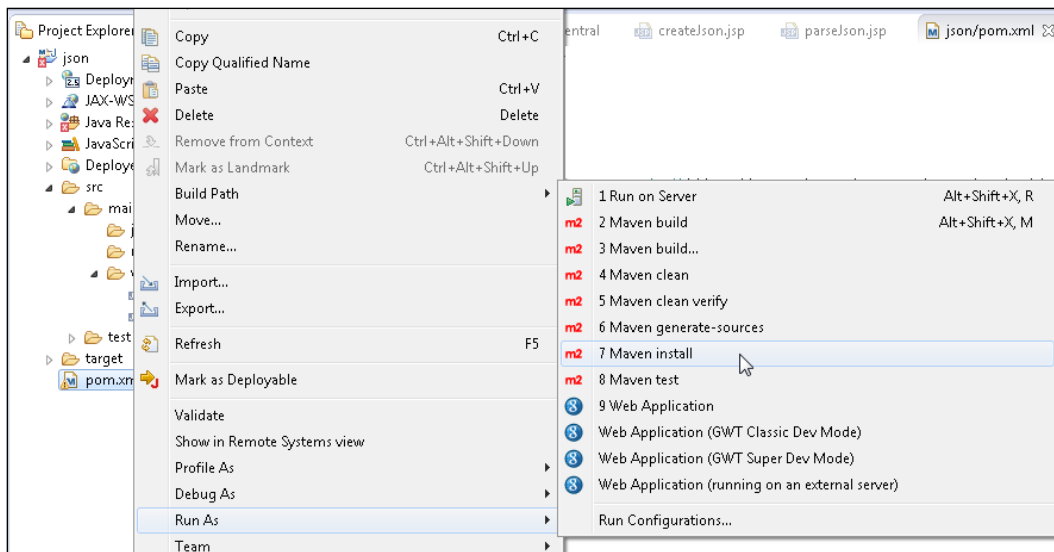 Project Explorer
json
Deployr
JAX-WS
Java Re:
JavaScri
Deploye
src
mai
j
test
target
pom.xm
Copy Ctrl+C
Copy Qualified Name
Paste Ctrl+V
Delete Delete
Remove from Context Ctrl+Alt+Shift+Down
Mark as Landmark Ctrl+Alt+Shift+Up
Build Path
Move...
Rename...
Import...
Export...
Refresh F5
Mark as Deployable
Validate
Show in Remote Systems view
Profile As
Debug As
Run As
Team
entral createJson.jsp parseJson.jsp json/pom.xml
1 Run on Server Alt+Shift+X, R
m2 2 Maven build Alt+Shift+X, M
m2 3 Maven build...
m2 4 Maven clean
m2 5 Maven clean verify
m2 6 Maven generate-sources
m2 7 Maven install
m2 8 Maven test
9 Web Application
Web Application (GWT Classic Dev Mode)
Web Application (GWT Super Dev Mode)
Web Application (running on an external server)
Run Configurations...